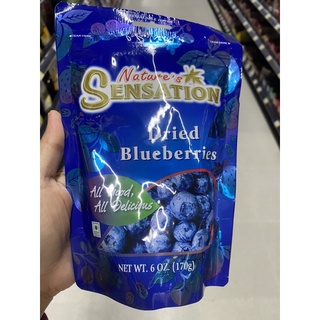 Nature's
SENSATION
Dried
Blueberries
All Good,
All Delicious
NET WT. 6 OZ. (170g)